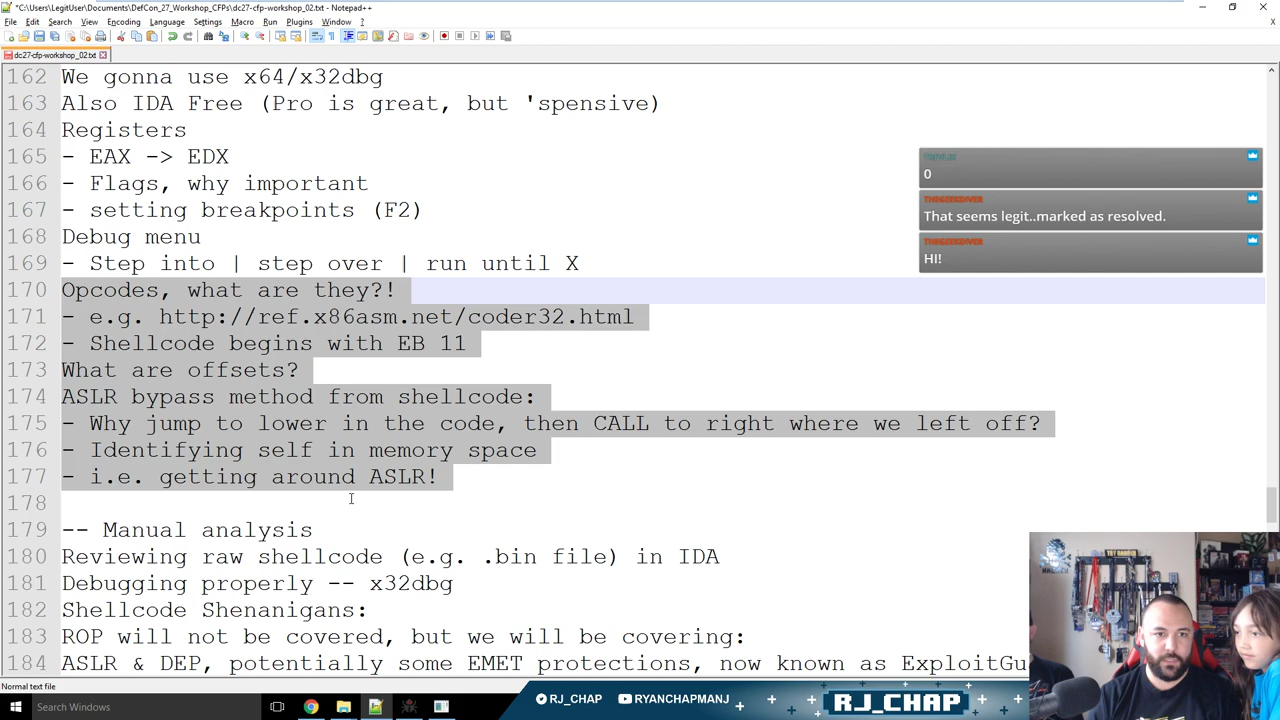 *C:\Users\LegitUser\Documents\DefCon_27_Workshop_CFPs\dc27-cfp-workshop_02.txt - Notepad++
File Edit Search View Encoding Language Settings Macro Run Plugins Window ?
dc27-cfp-workshop_02.txt
162 We gonna use x64/x32dbg
163 Also IDA Free (Pro is great, but 'spensive)
164 Registers
165 - EAX -> EDX
166 - Flags, why important
167 - setting breakpoints (F2)
168 Debug menu
169 - Step into | step over | run until X
170 Opcodes, what are they?!
171 - e.g. http://ref.x86asm.net/coder32.html
172 - Shellcode begins with EB 11
173 What are offsets?
174 ASLR bypass method from shellcode:
175 - Why jump to lower in the code, then CALL to right where we left off?
176 - Identifying self in memory space
177 - i.e. getting around ASLR!
178
179 -- Manual analysis
180 Reviewing raw shellcode (e.g. .bin file) in IDA
181 Debugging properly -- x32dbg
182 Shellcode Shenanigans:
183 ROP will not be covered, but we will be covering:
184 ASLR & DEP, potentially some EMET protections, now known as ExploitGu
0
THEGEEKDIVER
That seems legit..marked as resolved.
THEGEEKDIVER
HI!
Normal text file
Search Windows
RJ_CHAP
RYANCHAPMANJ
RJ_CHAP